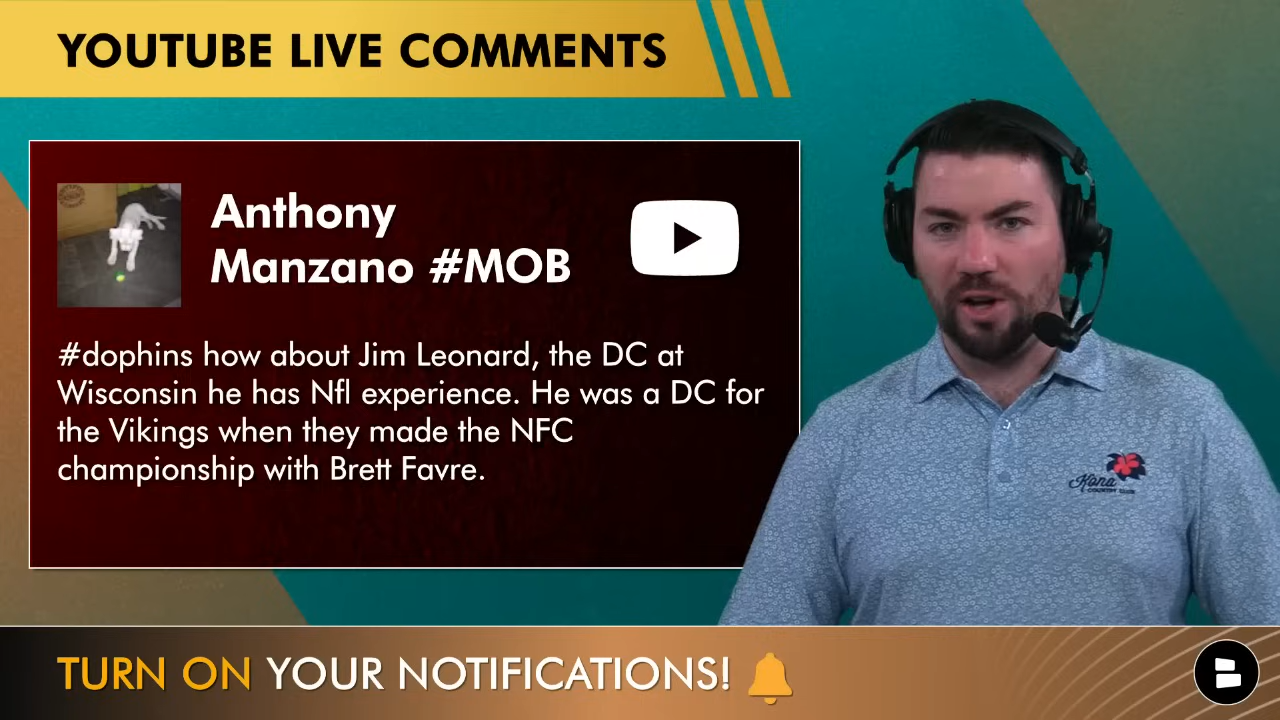 YOUTUBE LIVE COMMENTS
Anthony
Manzano #MOB
#dophins how about Jim Leonard, the DC at
Wisconsin he has Nfl experience. He was a DC for
the Vikings when they made the NFC
championship with Brett Favre.
Kona
COUNTRY CLUB
TURN ON YOUR NOTIFICATIONS!